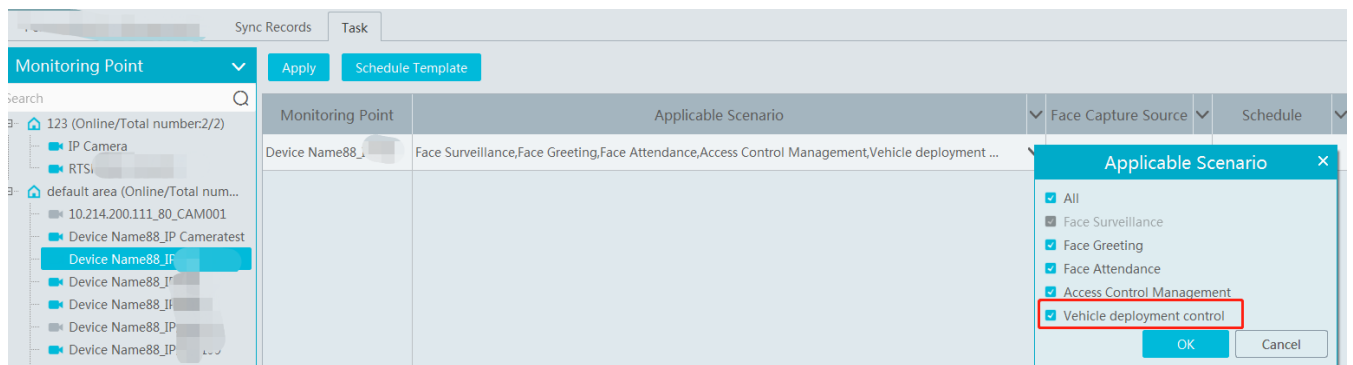 Sync Records Task
Monitoring Point
Apply Schedule Template
Search
Monitoring Point Applicable Scenario Face Capture Source Schedule
123 (Online/Total number:2/2)
IP Camera
Device Name88_ Face Surveillance,Face Greeting,Face Attendance,Access Control Management,Vehicle deployment ...
RTS
default area (Online/Total num...
10.214.200.111_80_CAM001
Device Name88_IP Cameratest
Device Name88_IP
Device Name88_I
Device Name88_IP
Device Name88_IP
Device Name88_IP
Applicable Scenario ×
All
Face Surveillance
Face Greeting
Face Attendance
Access Control Management
Vehicle deployment control
OK Cancel